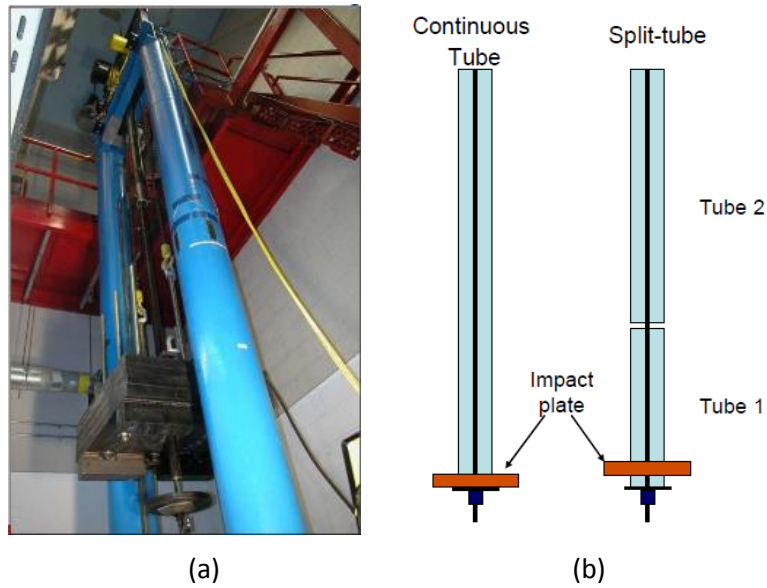 Continuous
Tube
Split-tube
Tube 2
Impact
plate
Tube 1
(a)
(b)